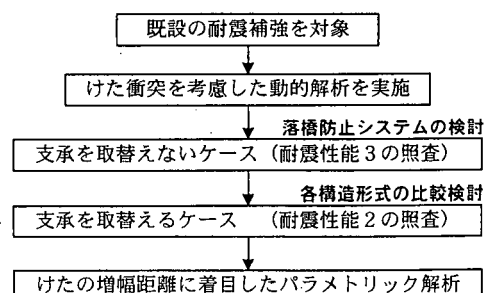 既設の耐震補強を対象
けた衝突を考慮した動的解析を実施
落橋防止システムの検討
支承を取替えないケース（耐震性能３の照査）
各構造形式の比較検討
支承を取替えるケース　（耐震性能２の照査）
けたの増幅距離に着目したパラメトリック解析